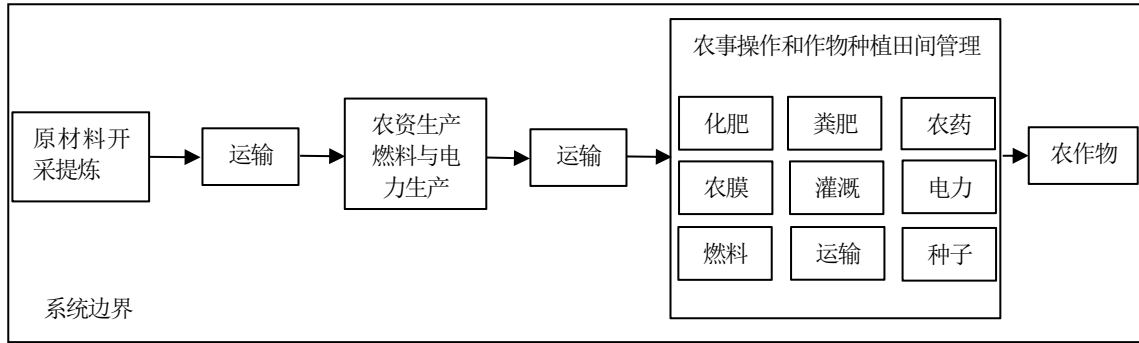 农事操作和作物种植田间管理
原材料开
采提炼
运输
农资生产
燃料与电
力生产
运输
化肥
粪肥
农药
农膜
灌溉
电力
燃料
运输
种子
农作物
系统边界